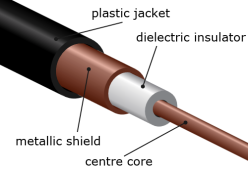 plastic jacket
dielectric insulator
metallic shield
centre core